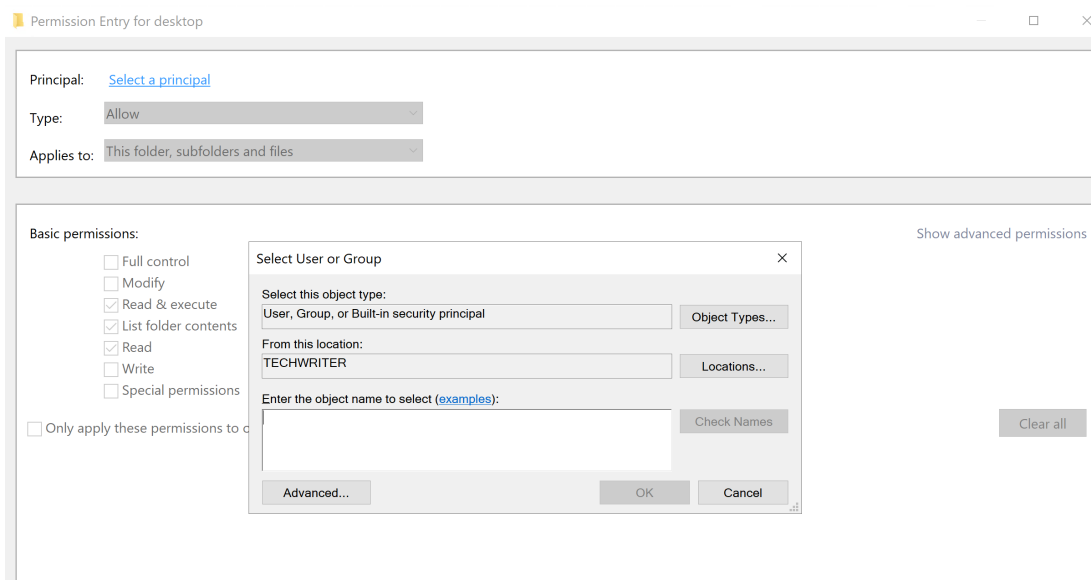 Permission Entry for desktop
Principal: Select a principal
Type: Allow
Applies to: This folder, subfolders and files
Basic permissions: Show advanced permissions
Full control
Modify
Read & execute
List folder contents
Read
Write
Special permissions
Only apply these permissions to
Clear all
Select User or Group
Select this object type:
User, Group, or Built-in security principal Object Types...
From this location:
TECHWRITER Locations...
Enter the object name to select (examples):
Check Names
Advanced... OK Cancel